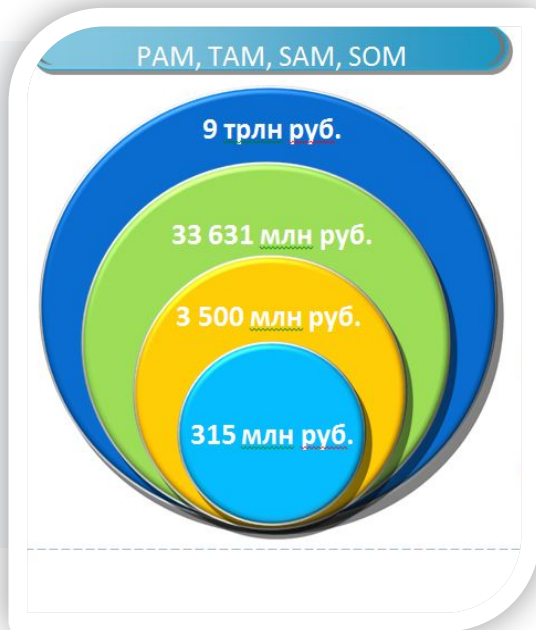 PAM, TAM, SAM, SOM
9 трлн руб.
33 631 млн руб.
3 500 млн руб.
315 млн руб.